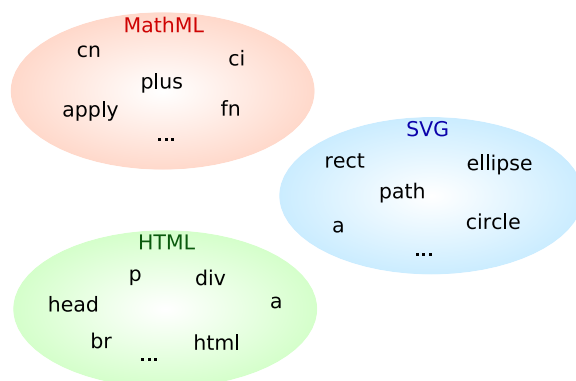 MathML
cn
ci
plus
apply
fn
...
SVG
rect
ellipse
path
a
circle
...
HTML
p
div
head
a
br
html
...